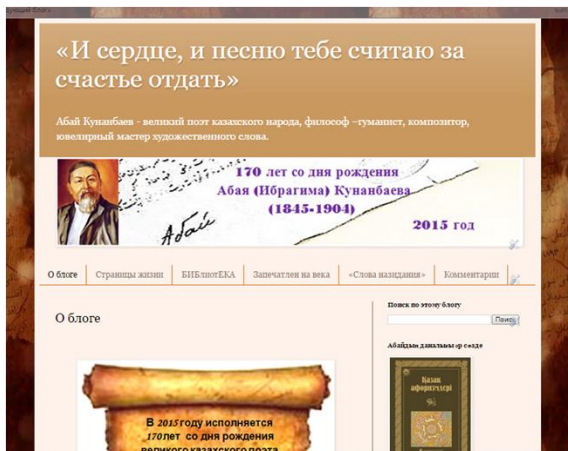 «И сердце, и песню тебе считаю за
счастье отдать»
Абай Кунанбаев - великий поэт казахского народа, философ –гуманист, композитор,
ювелирный мастер художественного слова.
170 лет со дня рождения
Абая (Ибрагима) Кунанбаева
(1845-1904)
Абай
2015 год
О блоге
Страницы жизни
БИБлиотЕКА
Запечатлен на века
«Слова назидания»
Комментарии
О блоге
В 2015 году исполняется
170 лет со дня рождения
великого казахского поэта
Поиск по этому блогу
Поиск
Қазақ
афоризмдері